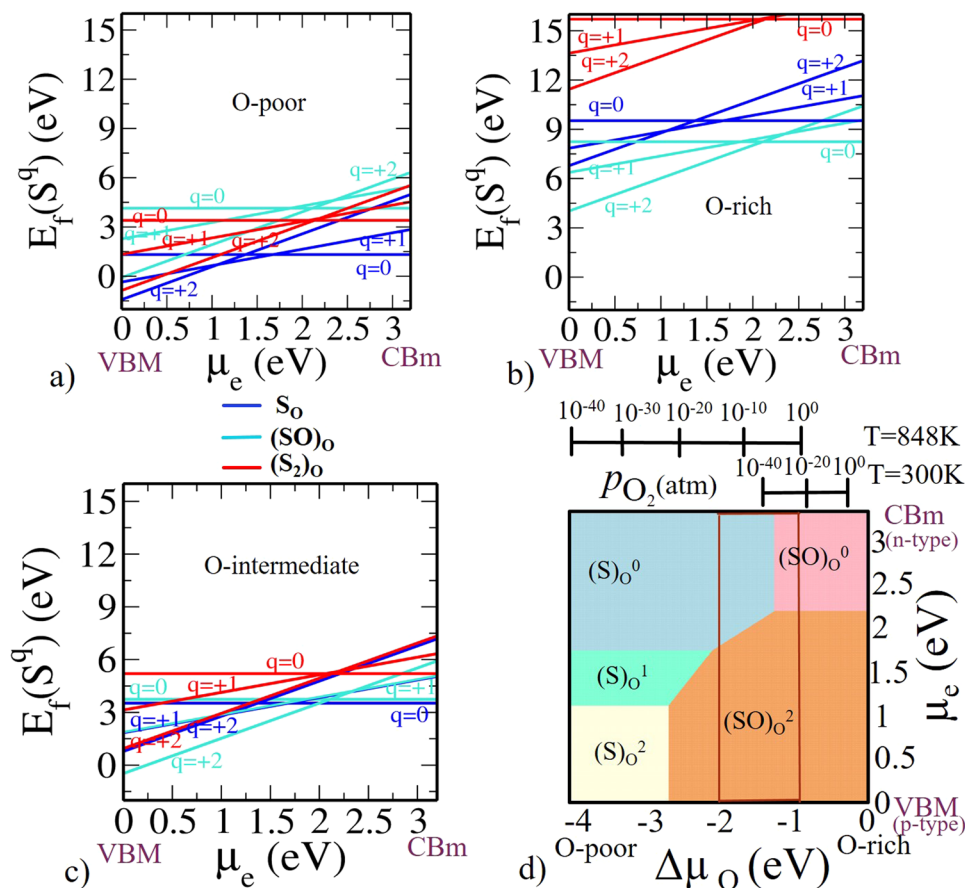 15
12
9
6
3
0
E_f(S^q) (eV)
O-poor
q=+2
q=0
q=+1
q=0
q=+1
q=+2
q=+1
q=0
q=+2
0 0.5 1 1.5 2 2.5 3
VBM
μ_e (eV)
CBm
a)
15
12
9
6
3
0
E_f(S^q) (eV)
q=+1
q=0
q=+2
q=+2
q=+1
q=0
q=0
q=+1
q=+2
O-rich
0 0.5 1 1.5 2 2.5 3
VBM
μ_e (eV)
CBm
b)
S_O
(SO)_O
(S_2)_O
15
12
9
6
3
0
E_f(S^q) (eV)
O-intermediate
q=0
q=0
q=+1
q=+1
q=+1
q=+2
q=0
q=+2
q=+2
0 0.5 1 1.5 2 2.5 3
VBM
μ_e (eV)
CBm
c)
10^-40 10^-30 10^-20 10^-10 10^0
T=848K
10^-40 10^-20 10^0
T=300K
p_O_2 (atm)
CBm
(n-type)
(S)_O^0
(SO)_O^0
(S)_O^1
(S)_O^2
(SO)_O^2
3
2.5
2
1.5
1
0.5
0
μ_e (eV)
VBM
(p-type)
-4 -3 -2 -1 0
O-poor
O-rich
Δμ_O (eV)
d)